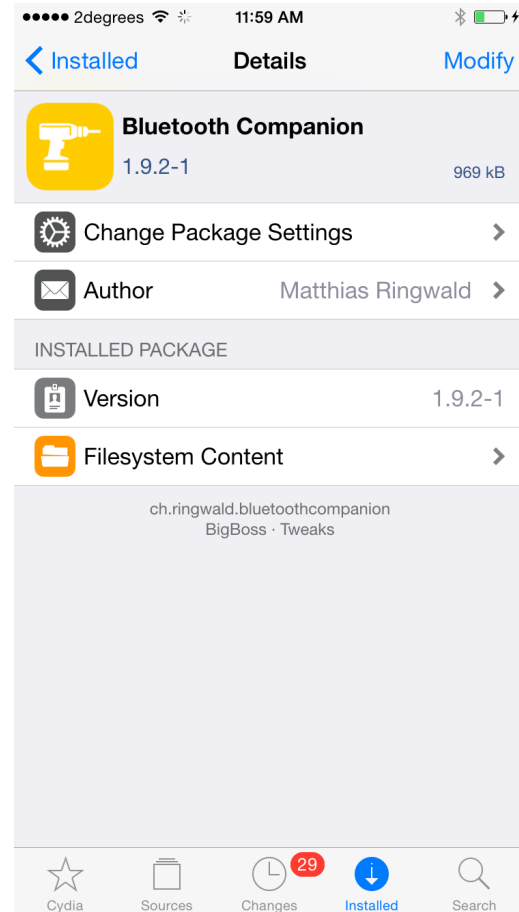 2degrees 11:59 AM
Installed Details Modify
Bluetooth Companion
1.9.2-1 969 kB
Change Package Settings
Author Matthias Ringwald
INSTALLED PACKAGE
Version 1.9.2-1
Filesystem Content
ch.ringwald.bluetoothcompanion
BigBoss · Tweaks
29
Cydia Sources Changes Installed Search